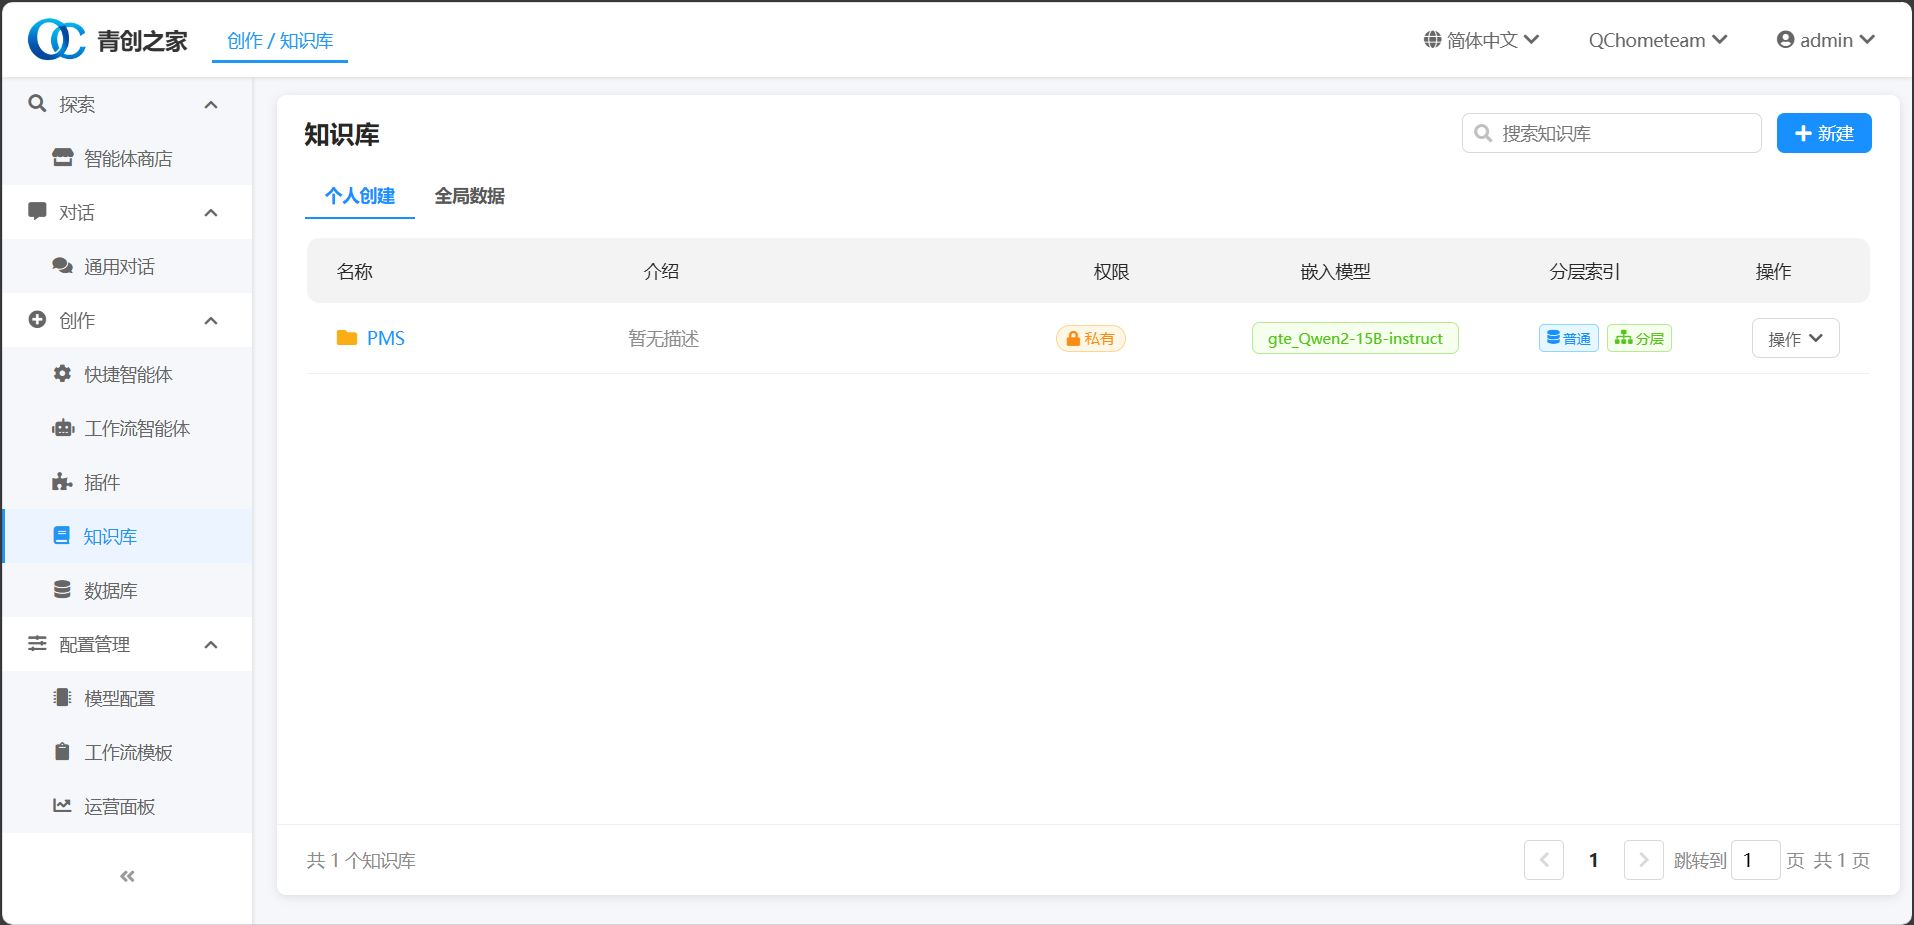 青创之家
创作 / 知识库
简体中文
QChometeam
admin
探索
智能体商店
对话
通用对话
创作
快捷智能体
工作流智能体
插件
知识库
数据库
配置管理
模型配置
工作流模板
运营面板
知识库
搜索知识库
新建
个人创建 全局数据
名称 介绍 权限 嵌入模型 分层索引 操作
PMS 暂无描述 私有 gte_Qwen2-15B-instruct 普通 分层 操作
共 1 个知识库
1 跳转到 1 页 共 1 页